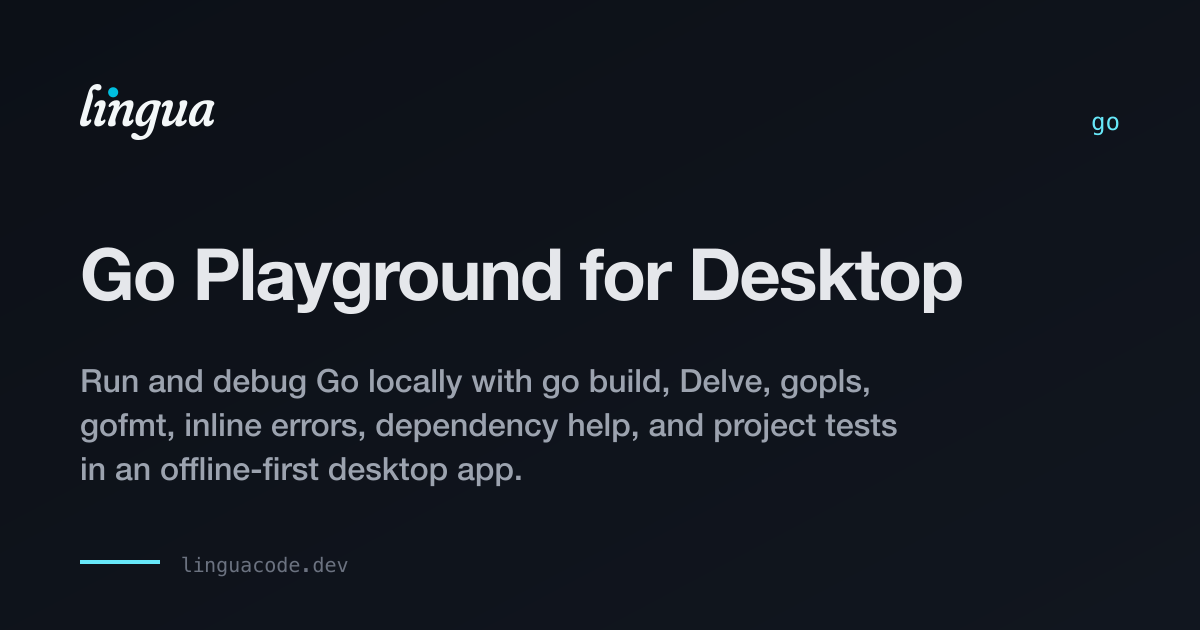 lingua
go
Go Playground for Desktop
Run and debug Go locally with go build, Delve, gopls,
gofmt, inline errors, dependency help, and project tests
in an offline-first desktop app.
linguacode.dev